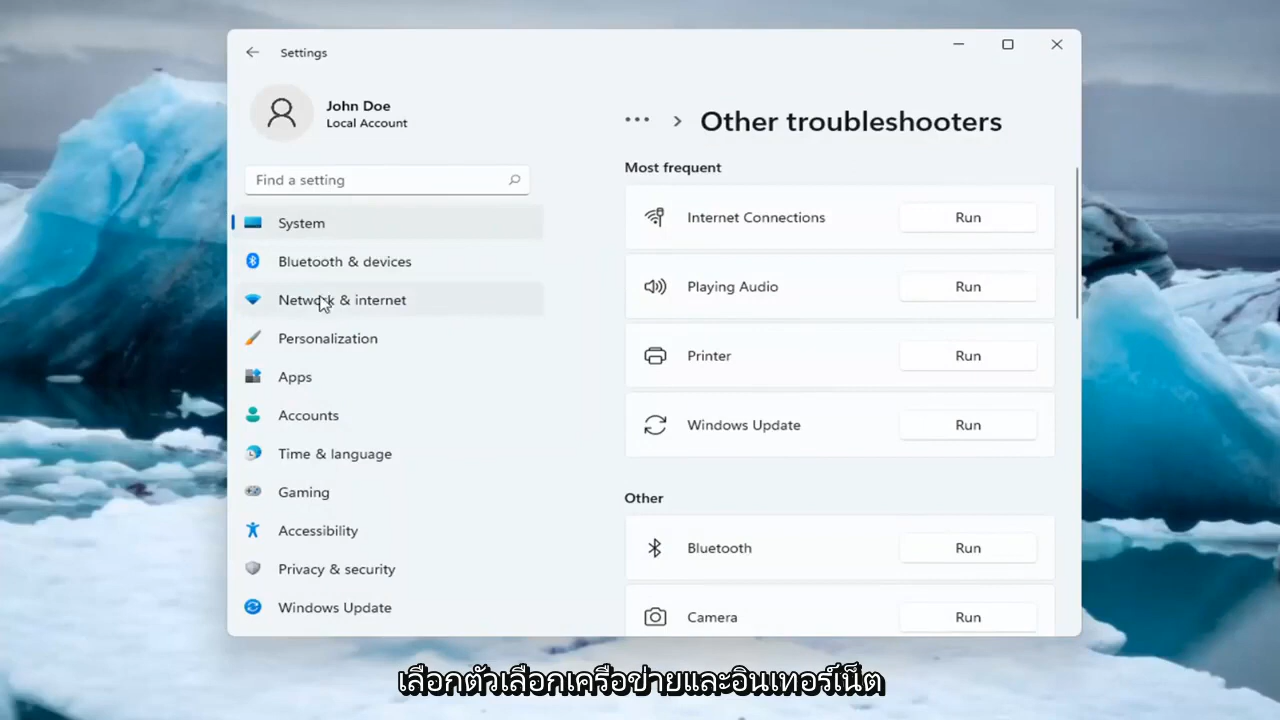 Settings
John Doe
Local Account
Find a setting
System
Bluetooth & devices
Network & internet
Personalization
Apps
Accounts
Time & language
Gaming
Accessibility
Privacy & security
Windows Update
Other troubleshooters
Most frequent
Internet Connections Run
Playing Audio Run
Printer Run
Windows Update Run
Other
Bluetooth Run
Camera Run
เลือกตัวเลือกเครือข่ายและอินเทอร์เน็ต